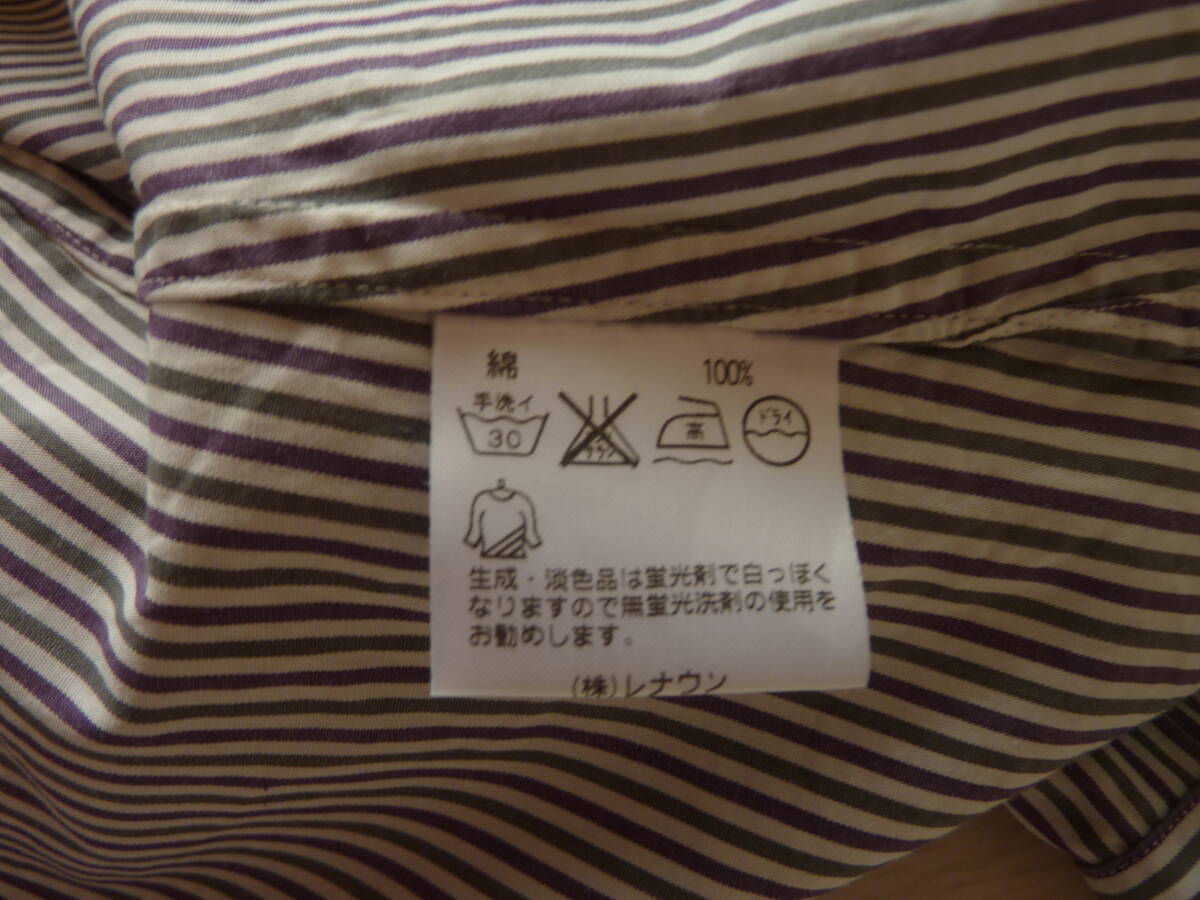 綿 100%
手洗イ
30
高
ドライ
生成・淡色品は蛍光剤で白っぽく
なりますので無蛍光洗剤の使用を
お勧めします。
(株)レナウン